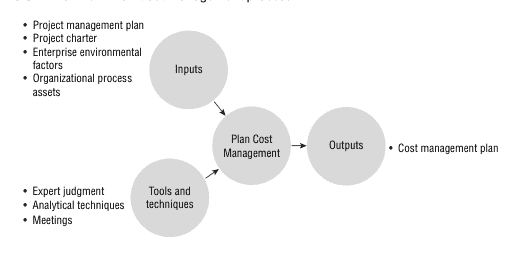 • Project management plan
• Project charter
• Enterprise environmental
factors
• Organizational process
assets
Inputs
Plan Cost
Management
Outputs
• Cost management plan
• Expert judgment
• Analytical techniques
• Meetings
Tools and
techniques